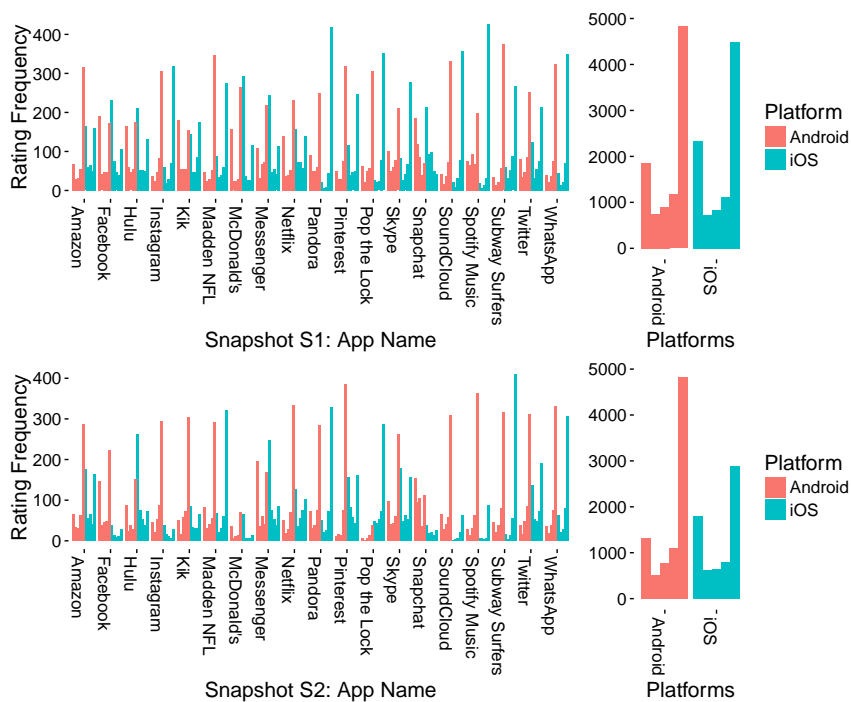 Rating Frequency
400
300
200
100
0
Amazon
Facebook
Hulu
Instagram
Kik
Madden NFL
McDonald's
Messenger
Netflix
Pandora
Pinterest
Pop the Lock
Skype
Snapchat
SoundCloud
Spotify Music
Subway Surfers
Twitter
WhatsApp
Snapshot S1: App Name
5000
4000
3000
2000
1000
0
Android
iOS
Platforms
Platform
Android
iOS
Rating Frequency
400
300
200
100
0
Amazon
Facebook
Hulu
Instagram
Kik
Madden NFL
McDonald's
Messenger
Netflix
Pandora
Pinterest
Pop the Lock
Skype
Snapchat
SoundCloud
Spotify Music
Subway Surfers
Twitter
WhatsApp
Snapshot S2: App Name
5000
4000
3000
2000
1000
0
Android
iOS
Platforms
Platform
Android
iOS